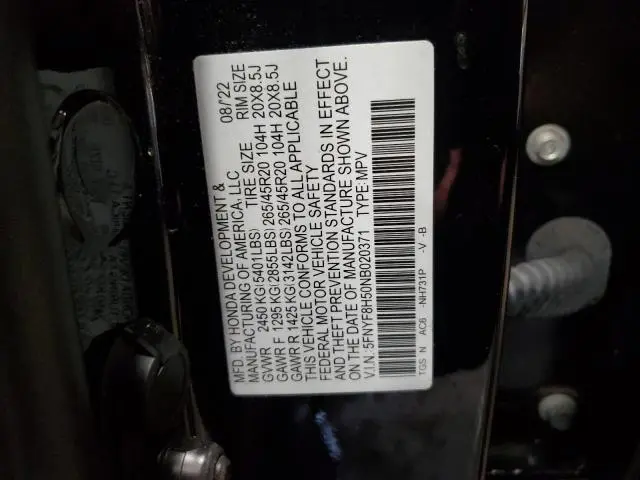 MFD. BY HONDA DEVELOPMENT & 08/'22
MANUFACTURING OF AMERICA, LLC TIRE SIZE RIM SIZE
GVWR 2450 KG(5401LBS)
GAWR F 1295 KG(2855LBS) 265/45R20 104H 20X8.5J
GAWR R 1425 KG(3142LBS) 265/45R20 104H 20X8.5J
THIS VEHICLE CONFORMS TO ALL APPLICABLE
FEDERAL MOTOR VEHICLE SAFETY
AND THEFT PREVENTION STANDARDS IN EFFECT
ON THE DATE OF MANUFACTURE SHOWN ABOVE.
V.I.N.:5FNYF8H50NB020371 TYPE:MPV
TGS N AC6 -NH731P -V -B